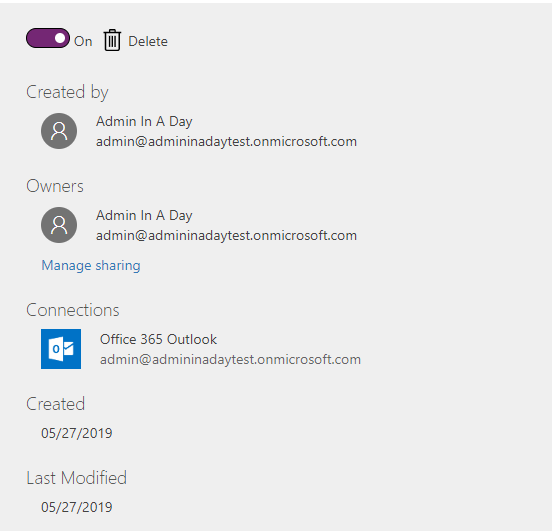 On Delete
Created by
Admin In A Day
admin@admininadaytest.onmicrosoft.com
Owners
Admin In A Day
admin@admininadaytest.onmicrosoft.com
Manage sharing
Connections
Office 365 Outlook
admin@admininadaytest.onmicrosoft.com
Created
05/27/2019
Last Modified
05/27/2019